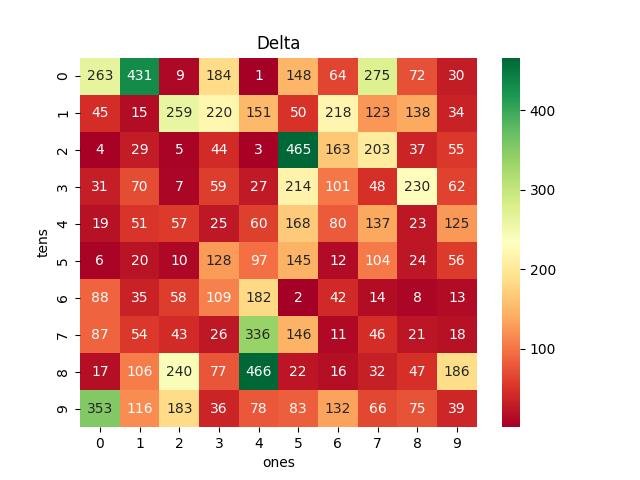 Delta
0 263 431 9 184 1 148 64 275 72 30
1 45 15 259 220 151 50 218 123 138 34
2 4 29 5 44 3 465 163 203 37 55
3 31 70 7 59 27 214 101 48 230 62
4 19 51 57 25 60 168 80 137 23 125
5 6 20 10 128 97 145 12 104 24 56
6 88 35 58 109 182 2 42 14 8 13
7 87 54 43 26 336 146 11 46 21 18
8 17 106 240 77 466 22 16 32 47 186
9 353 116 183 36 78 83 132 66 75 39
0 1 2 3 4 5 6 7 8 9
ones
tens
400
300
200
100